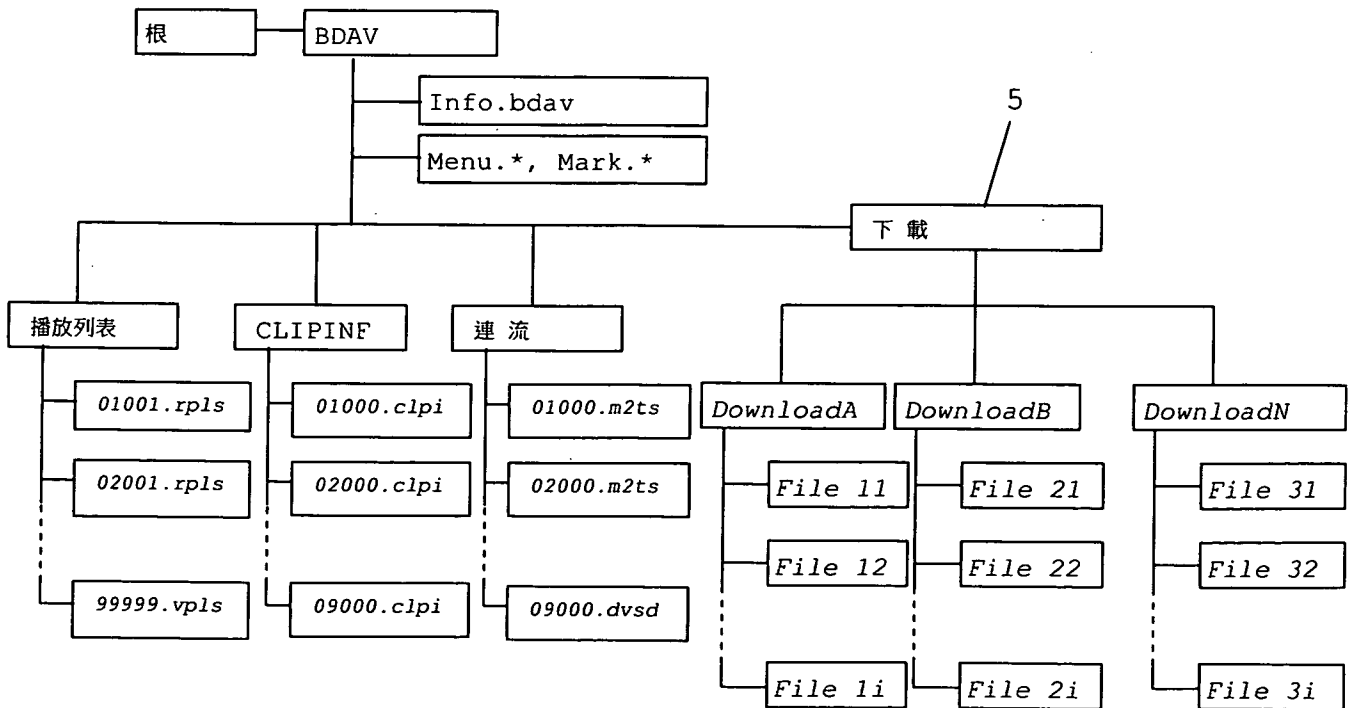 根
BDAV
Info.bdav
5
Menu.*, Mark.*
下載
播放列表
CLIPINF
連流
01001.rpls
01000.clpi
01000.m2ts
DownloadA
DownloadB
DownloadN
02001.rpls
02000.clpi
02000.m2ts
File 11
File 21
File 31
File 12
File 22
File 32
99999.vpls
09000.clpi
09000.dvsd
File 1i
File 2i
File 3i